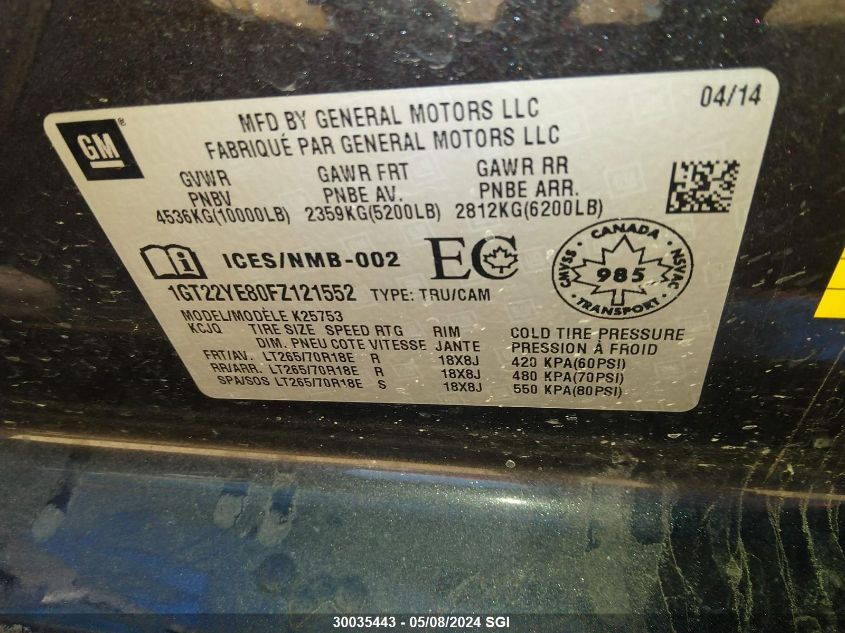 GM ®
MFD BY GENERAL MOTORS LLC
FABRIQUÉ PAR GENERAL MOTORS LLC
04/14
GVWR GAWR FRT GAWR RR
PNBV PNBE AV. PNBE ARR.
4536KG(10000LB) 2359KG(5200LB) 2812KG(6200LB)
i ICES/NMB-002 EC
CANADA
CMVSS 985 NVAC
TRANSPORT
1GT22YE80FZ121552 TYPE: TRU/CAM
MODEL/MODÈLE K25753
KCJQ TIRE SIZE SPEED RTG RIM COLD TIRE PRESSURE
DIM. PNEU COTE VITESSE JANTE PRESSION À FROID
FRT/AV. LT265/70R18E R 18X8J 420 KPA(60PSI)
RR/ARR. LT265/70R18E R 18X8J 480 KPA(70PSI)
SPA/SOS LT265/70R18E S 18X8J 550 KPA(80PSI)
30035443 - 05/08/2024 SGI